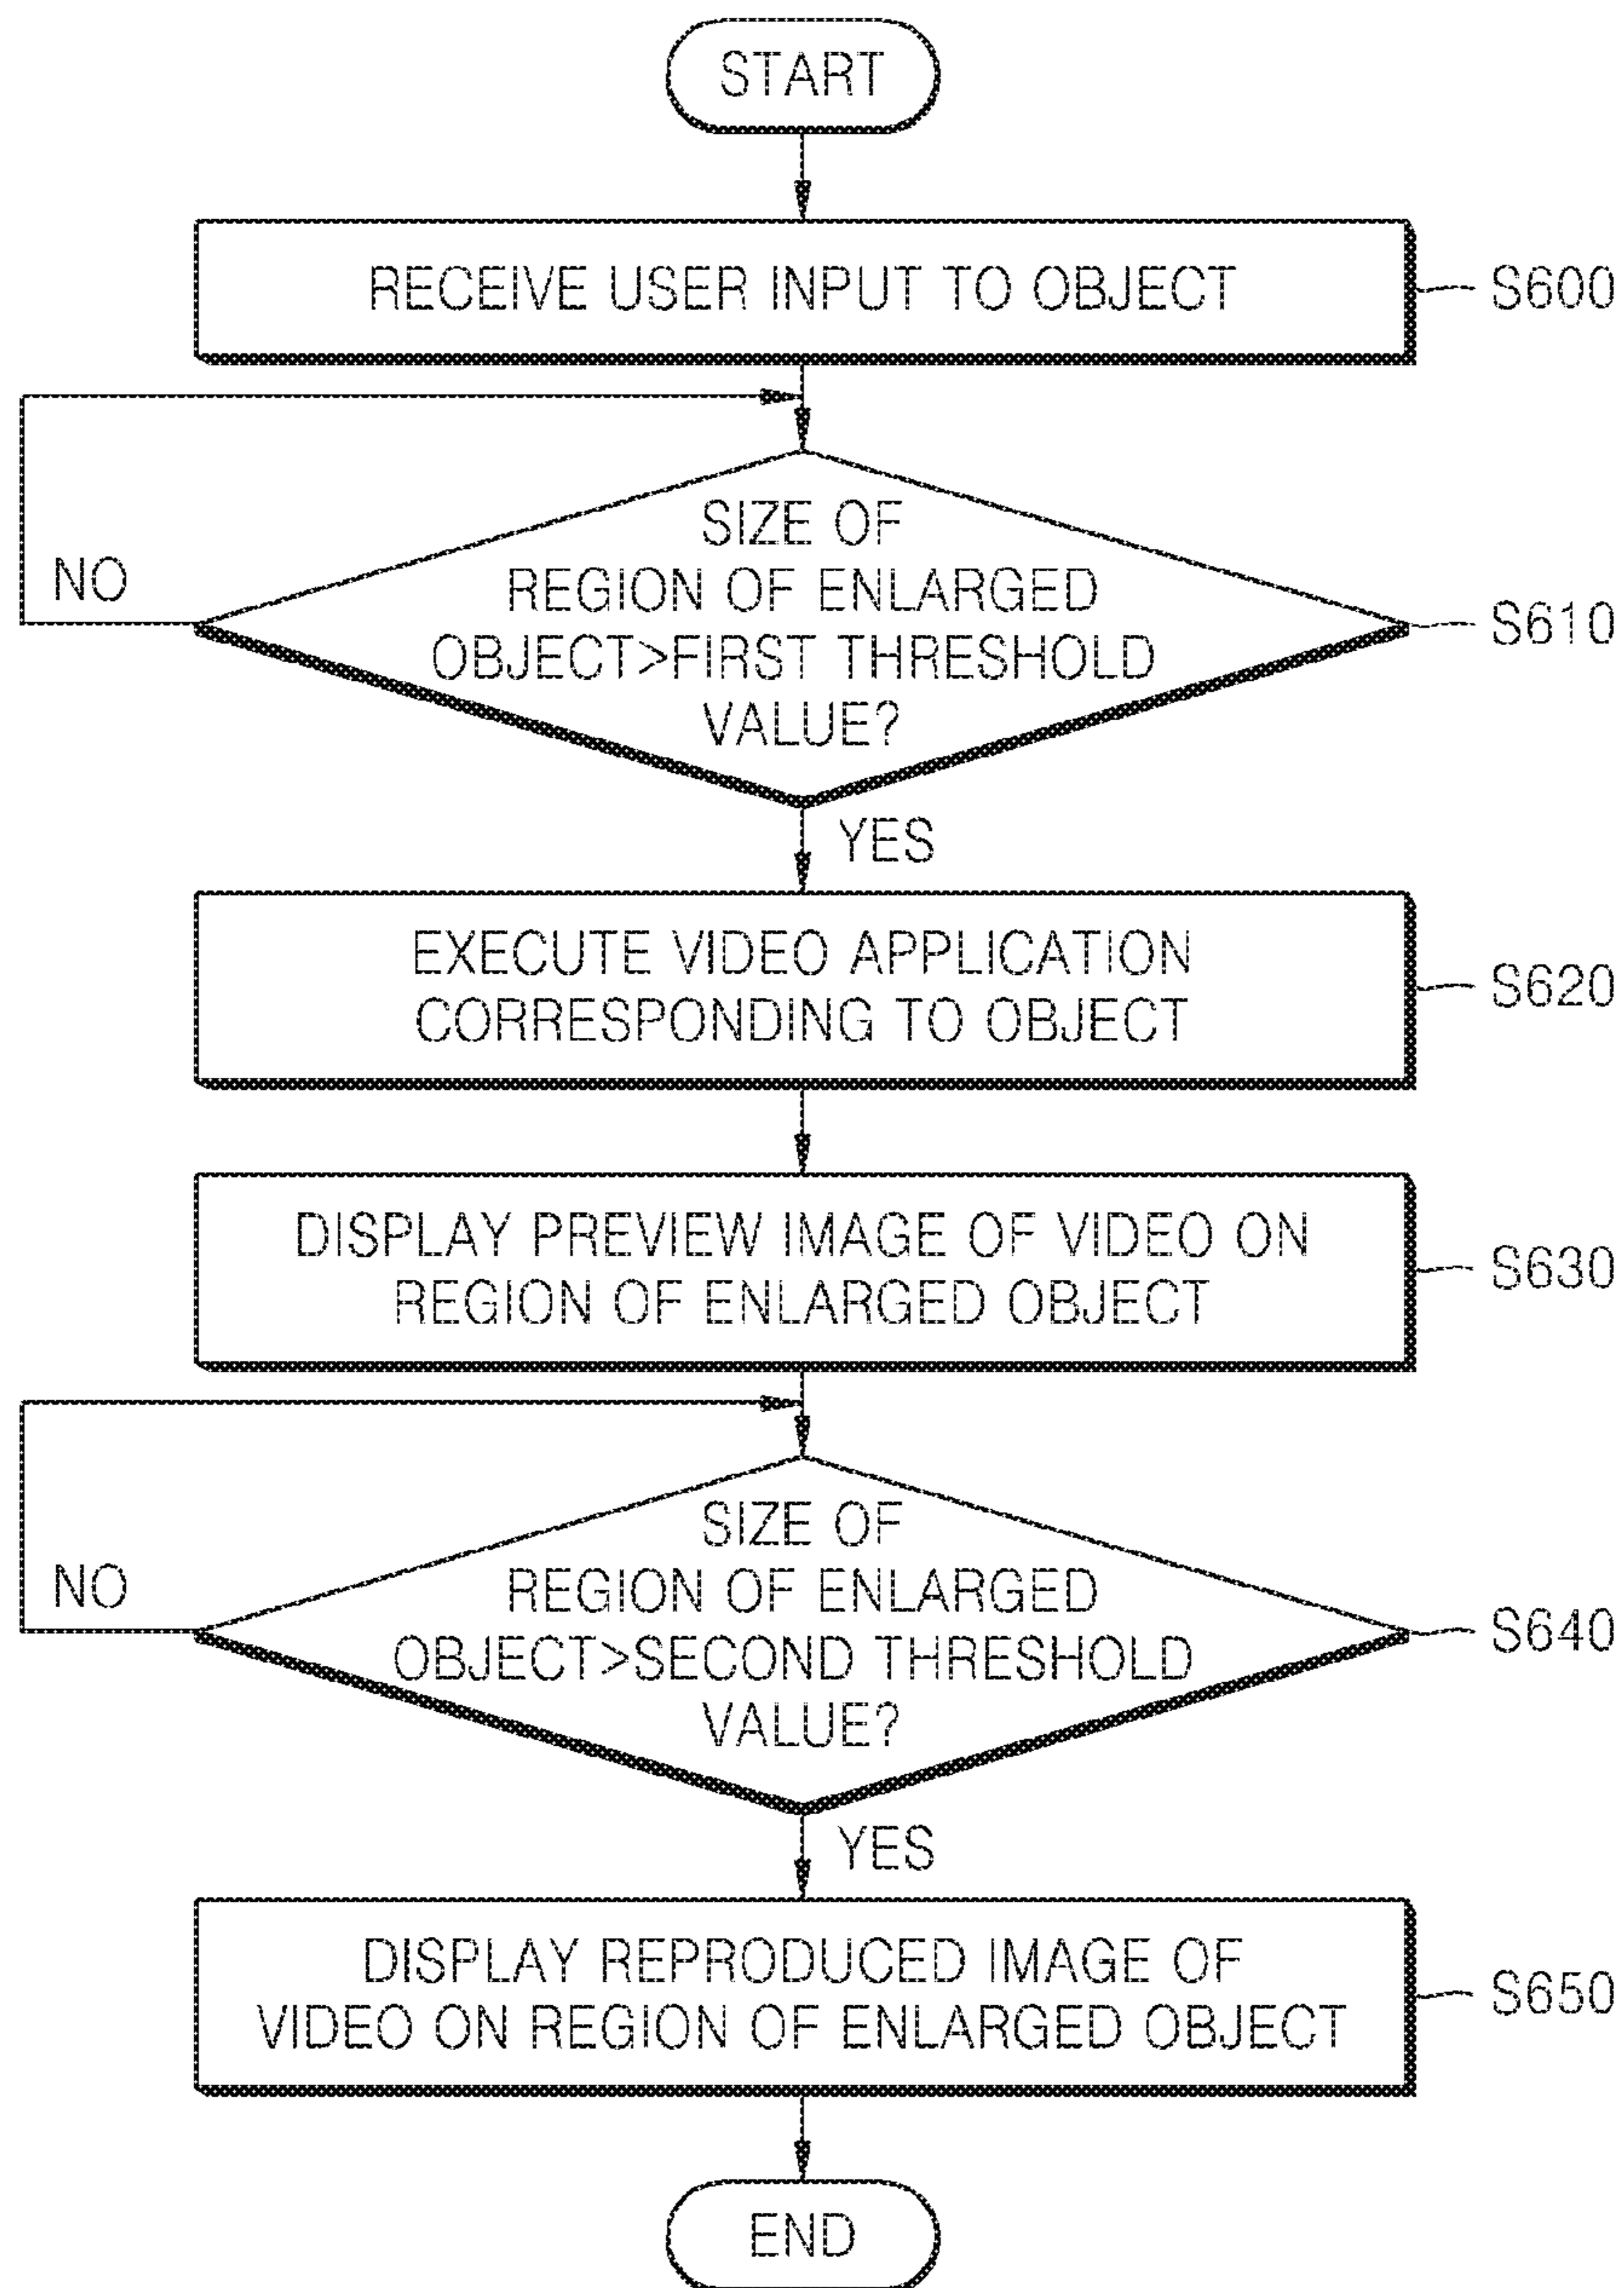 START
RECEIVE USER INPUT TO OBJECT
S600
SIZE OF
REGION OF ENLARGED
OBJECT>FIRST THRESHOLD
VALUE?
NO
S610
YES
EXECUTE VIDEO APPLICATION
CORRESPONDING TO OBJECT
S620
DISPLAY PREVIEW IMAGE OF VIDEO ON
REGION OF ENLARGED OBJECT
S630
SIZE OF
REGION OF ENLARGED
OBJECT>SECOND THRESHOLD
VALUE?
NO
S640
YES
DISPLAY REPRODUCED IMAGE OF
VIDEO ON REGION OF ENLARGED OBJECT
S650
END